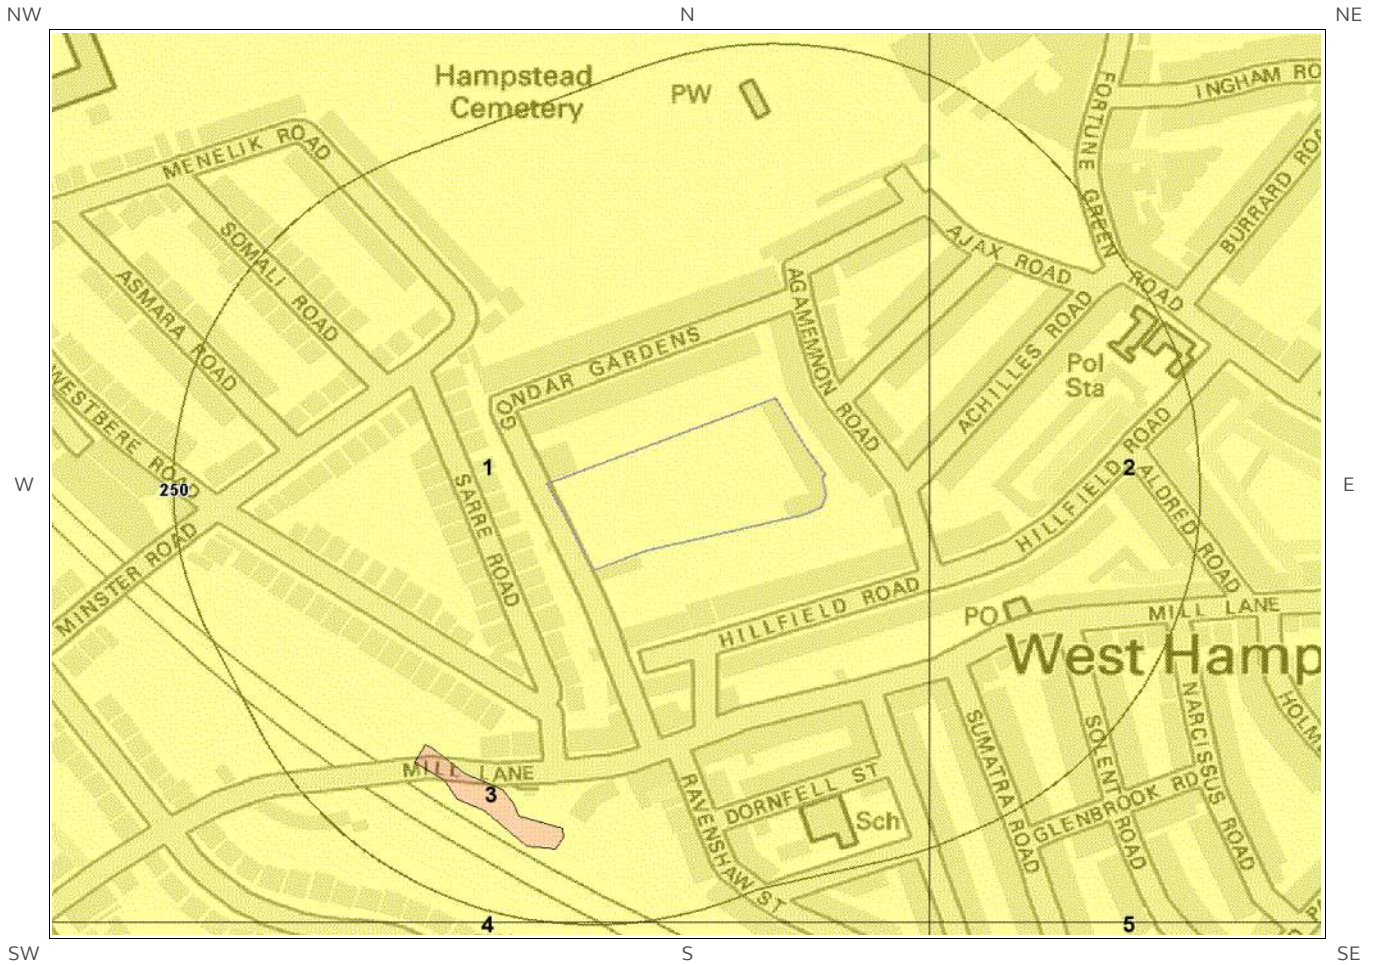 NW
N
NE
Hampstead
Cemetery
PW
FORTUNE GREEN ROAD
INGHAM RO
MENELIK ROAD
BURRARD ROA
SOMALI ROAD
AJAX ROAD
ASMARA ROAD
AGAMEMNON ROAD
GONDAR GARDENS
ACHILLES ROAD
Pol
Sta
WESTBERE ROAD
W
1
2
E
250
SARRE ROAD
HILLFIELD ROAD
ALDRED ROAD
MINSTER ROAD
HILLFIELD ROAD
PO
MILL LANE
West Hamp
SUMATRA ROAD
SOLENT ROAD
NARCISSUS ROAD
HOLM
MILL LANE
3
RAVENSHAW ST
DORNFELL ST
Sch
GLENBROOK RD
4
5
SW
S
SE